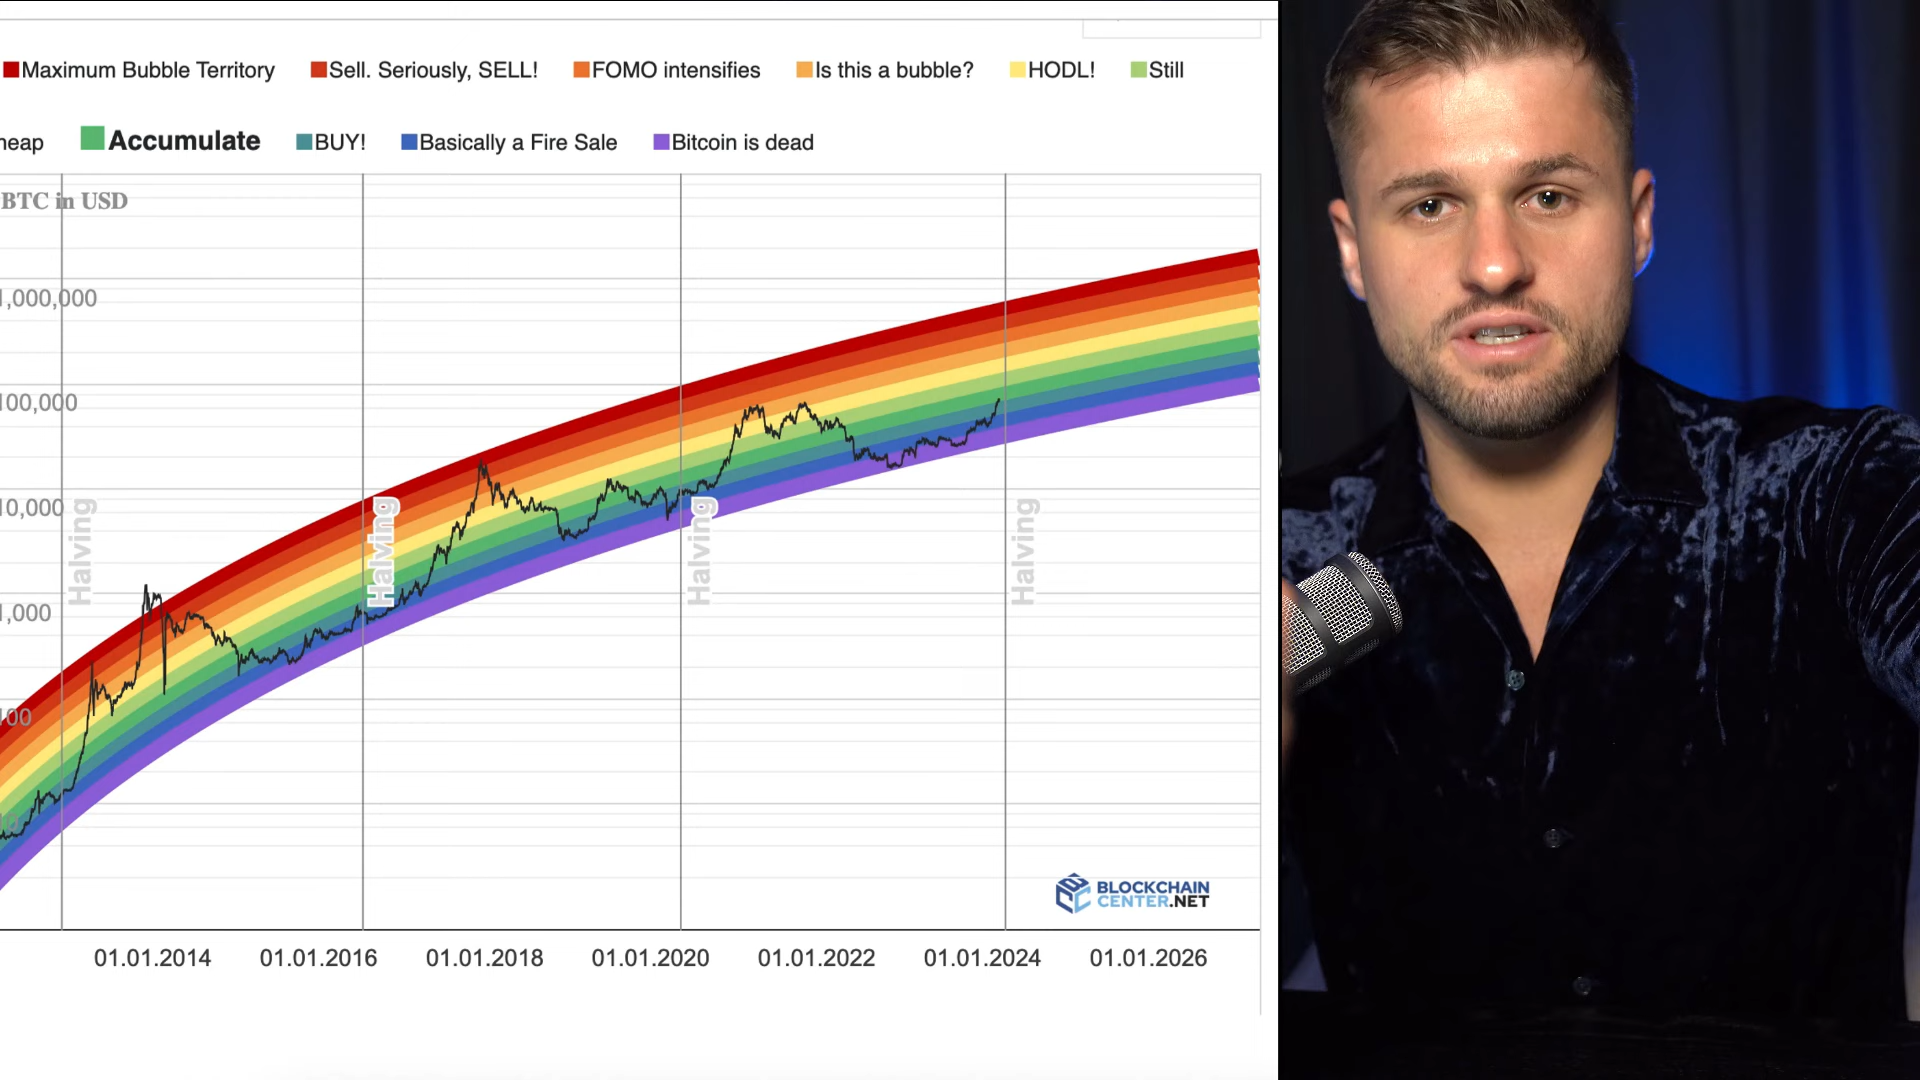 Maximum Bubble Territory Sell. Seriously, SELL! FOMO intensifies Is this a bubble? HODL! Still
heap Accumulate BUY! Basically a Fire Sale Bitcoin is dead
BTC in USD
1,000,000
100,000
10,000
1,000
100
10
Halving
Halving
Halving
Halving
BLOCKCHAIN
CENTER.NET
01.01.2014 01.01.2016 01.01.2018 01.01.2020 01.01.2022 01.01.2024 01.01.2026